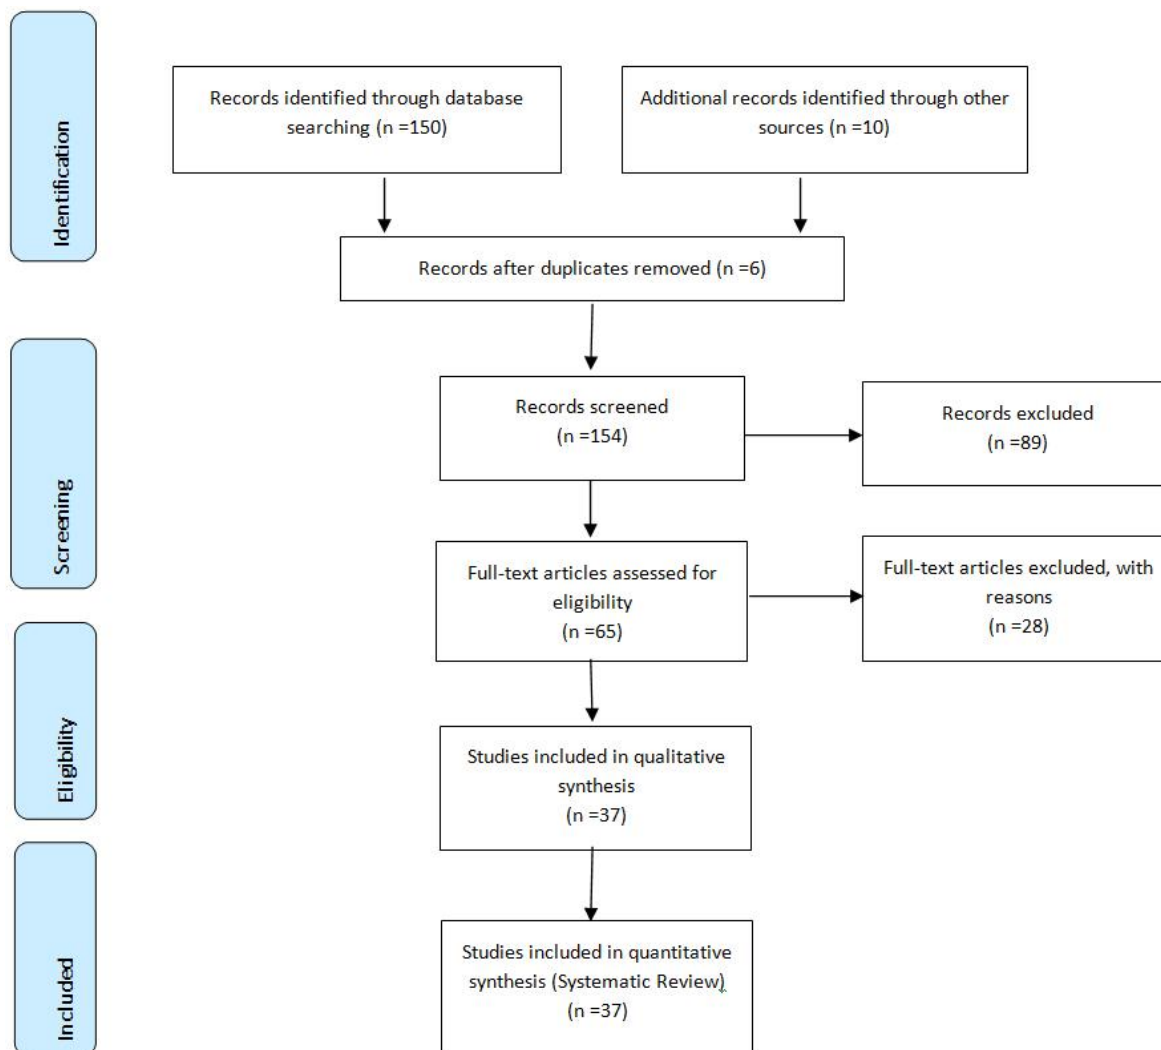 Identification
Records identified through database
searching (n =150)
Additional records identified through other
sources (n =10)
Records after duplicates removed (n =6)
Screening
Records screened
(n =154)
Records excluded
(n =89)
Full-text articles assessed for
eligibility
(n =65)
Full-text articles excluded, with
reasons
(n =28)
Eligibility
Studies included in qualitative
synthesis
(n =37)
Included
Studies included in quantitative
synthesis (Systematic Review)
(n =37)